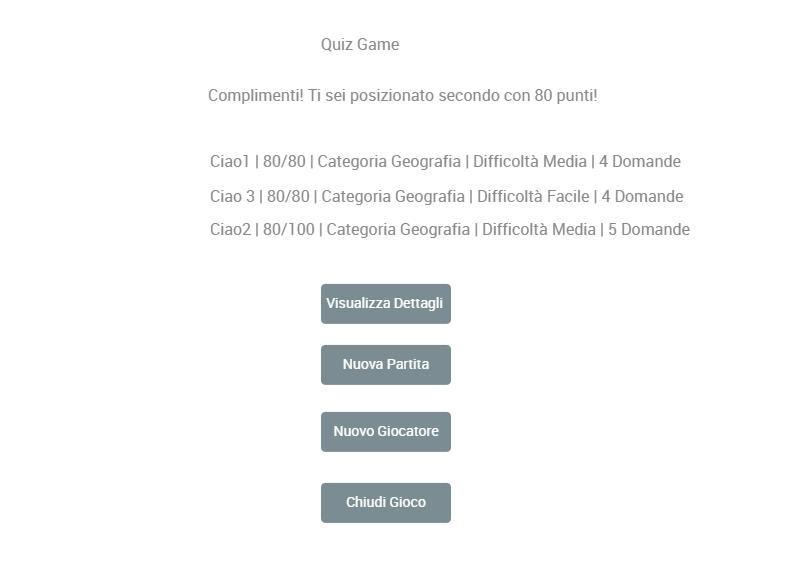 Quiz Game
Complimenti! Ti sei posizionato secondo con 80 punti!
Ciao1 | 80/80 | Categoria Geografia | Difficoltà Media | 4 Domande
Ciao 3 | 80/80 | Categoria Geografia | Difficoltà Facile | 4 Domande
Ciao2 | 80/100 | Categoria Geografia | Difficoltà Media | 5 Domande
Visualizza Dettagli
Nuova Partita
Nuovo Giocatore
Chiudi Gioco